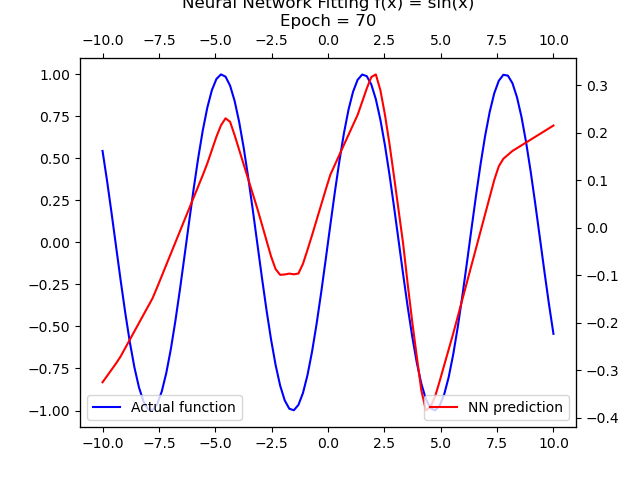 Neural Network Fitting f(x) = sin(x)
Epoch = 70
−10.0 −7.5 −5.0 −2.5 0.0 2.5 5.0 7.5 10.0
1.00
0.75
0.50
0.25
0.00
−0.25
−0.50
−0.75
−1.00
0.3
0.2
0.1
0.0
−0.1
−0.2
−0.3
−0.4
Actual function
NN prediction
−10.0 −7.5 −5.0 −2.5 0.0 2.5 5.0 7.5 10.0